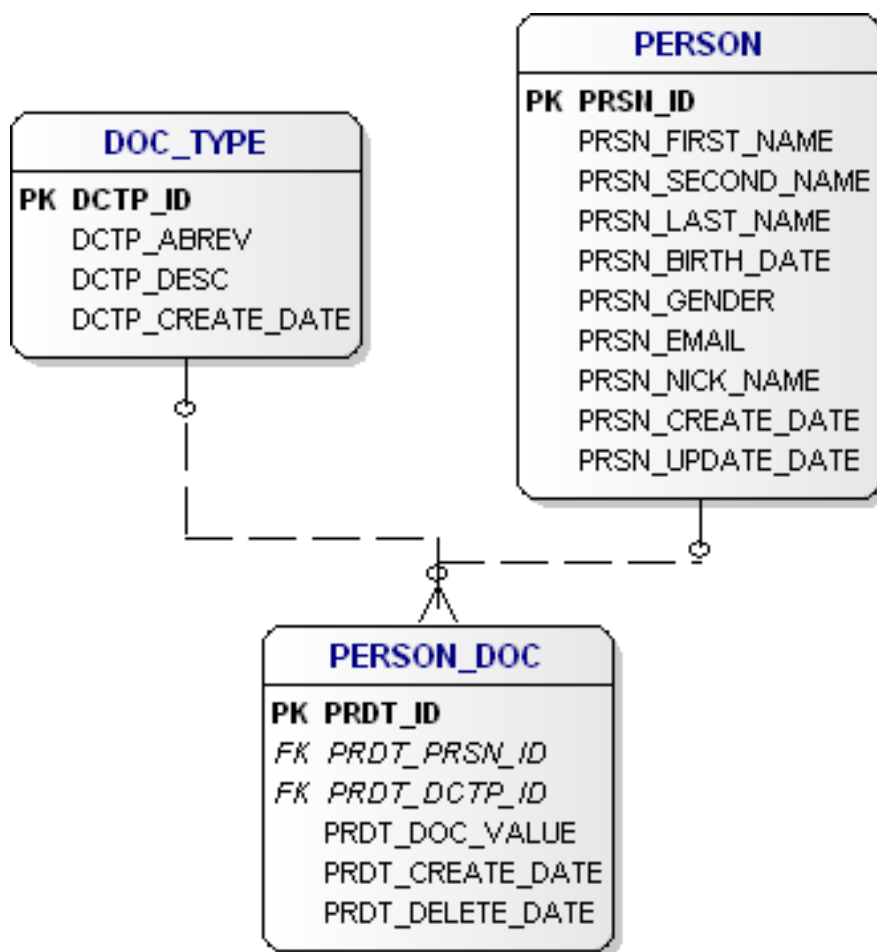 PERSON
PK PRSN_ID
PRSN_FIRST_NAME
PRSN_SECOND_NAME
PRSN_LAST_NAME
PRSN_BIRTH_DATE
PRSN_GENDER
PRSN_EMAIL
PRSN_NICK_NAME
PRSN_CREATE_DATE
PRSN_UPDATE_DATE
DOC_TYPE
PK DCTP_ID
DCTP_ABREV
DCTP_DESC
DCTP_CREATE_DATE
PERSON_DOC
PK PRDT_ID
FK PRDT_PRSN_ID
FK PRDT_DCTP_ID
PRDT_DOC_VALUE
PRDT_CREATE_DATE
PRDT_DELETE_DATE